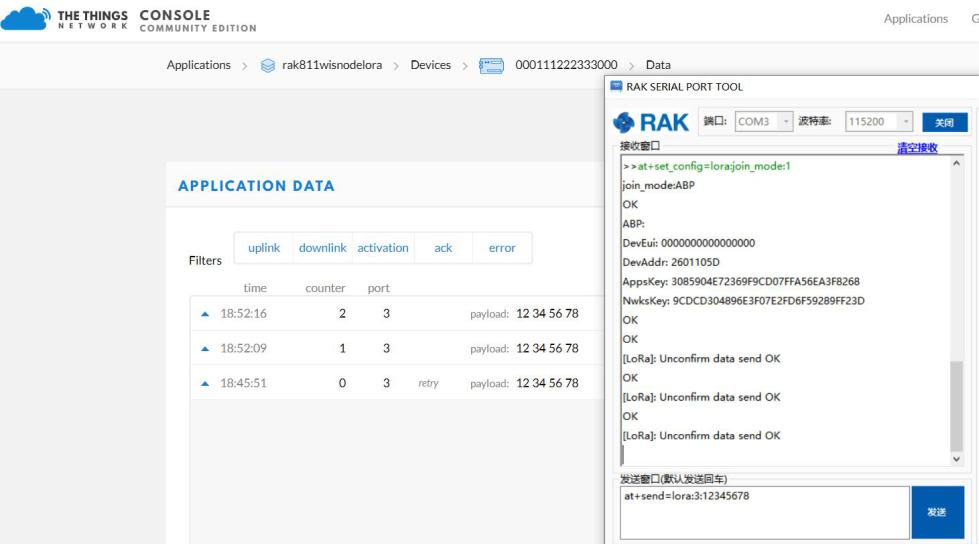 THE THINGS
NETWORK
CONSOLE
COMMUNITY EDITION
Applications
G
Applications > rak811wisnodelora > Devices > 000111222333000 > Data
APPLICATION DATA
Filters
uplink downlink activation ack error
time counter port
18:52:16 2 3 payload: 12 34 56 78
18:52:09 1 3 payload: 12 34 56 78
18:45:51 0 3 retry payload: 12 34 56 78
RAK SERIAL PORT TOOL
RAK 端口: COM3 波特率: 115200 关闭
接收窗口 清空接收
>>at+set_config=lora:join_mode:1
join_mode:ABP
OK
ABP:
DevEui: 0000000000000000
DevAddr: 2601105D
AppsKey: 3085904E72369F9CD07FFA56EA3F8268
NwksKey: 9CDCD304896E3F07E2FD6F59289FF23D
OK
OK
[LoRa]: Unconfirm data send OK
OK
[LoRa]: Unconfirm data send OK
OK
[LoRa]: Unconfirm data send OK
发送窗口(默认发送回车)
at+send=lora:3:12345678
发送